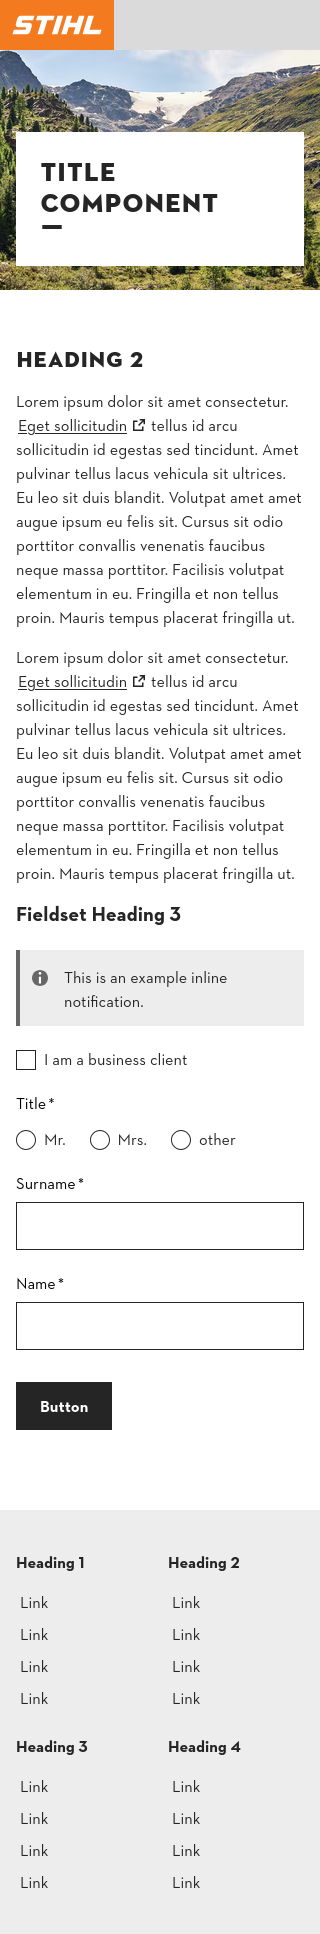 STIHL
TITLE
COMPONENT
HEADING 2
Lorem ipsum dolor sit amet consectetur.
Eget sollicitudin tellus id arcu
sollicitudin id egestas sed tincidunt. Amet
pulvinar tellus lacus vehicula sit ultrices.
Eu leo sit duis blandit. Volutpat amet amet
augue ipsum eu felis sit. Cursus sit odio
porttitor convallis venenatis faucibus
neque massa porttitor. Facilisis volutpat
elementum in eu. Fringilla et non tellus
proin. Mauris tempus placerat fringilla ut.
Lorem ipsum dolor sit amet consectetur.
Eget sollicitudin tellus id arcu
sollicitudin id egestas sed tincidunt. Amet
pulvinar tellus lacus vehicula sit ultrices.
Eu leo sit duis blandit. Volutpat amet amet
augue ipsum eu felis sit. Cursus sit odio
porttitor convallis venenatis faucibus
neque massa porttitor. Facilisis volutpat
elementum in eu. Fringilla et non tellus
proin. Mauris tempus placerat fringilla ut.
Fieldset Heading 3
This is an example inline
notification.
I am a business client
Title *
Mr. Mrs. other
Surname *
Name *
Button
Heading 1
Link
Link
Link
Link
Heading 2
Link
Link
Link
Link
Heading 3
Link
Link
Link
Link
Heading 4
Link
Link
Link
Link